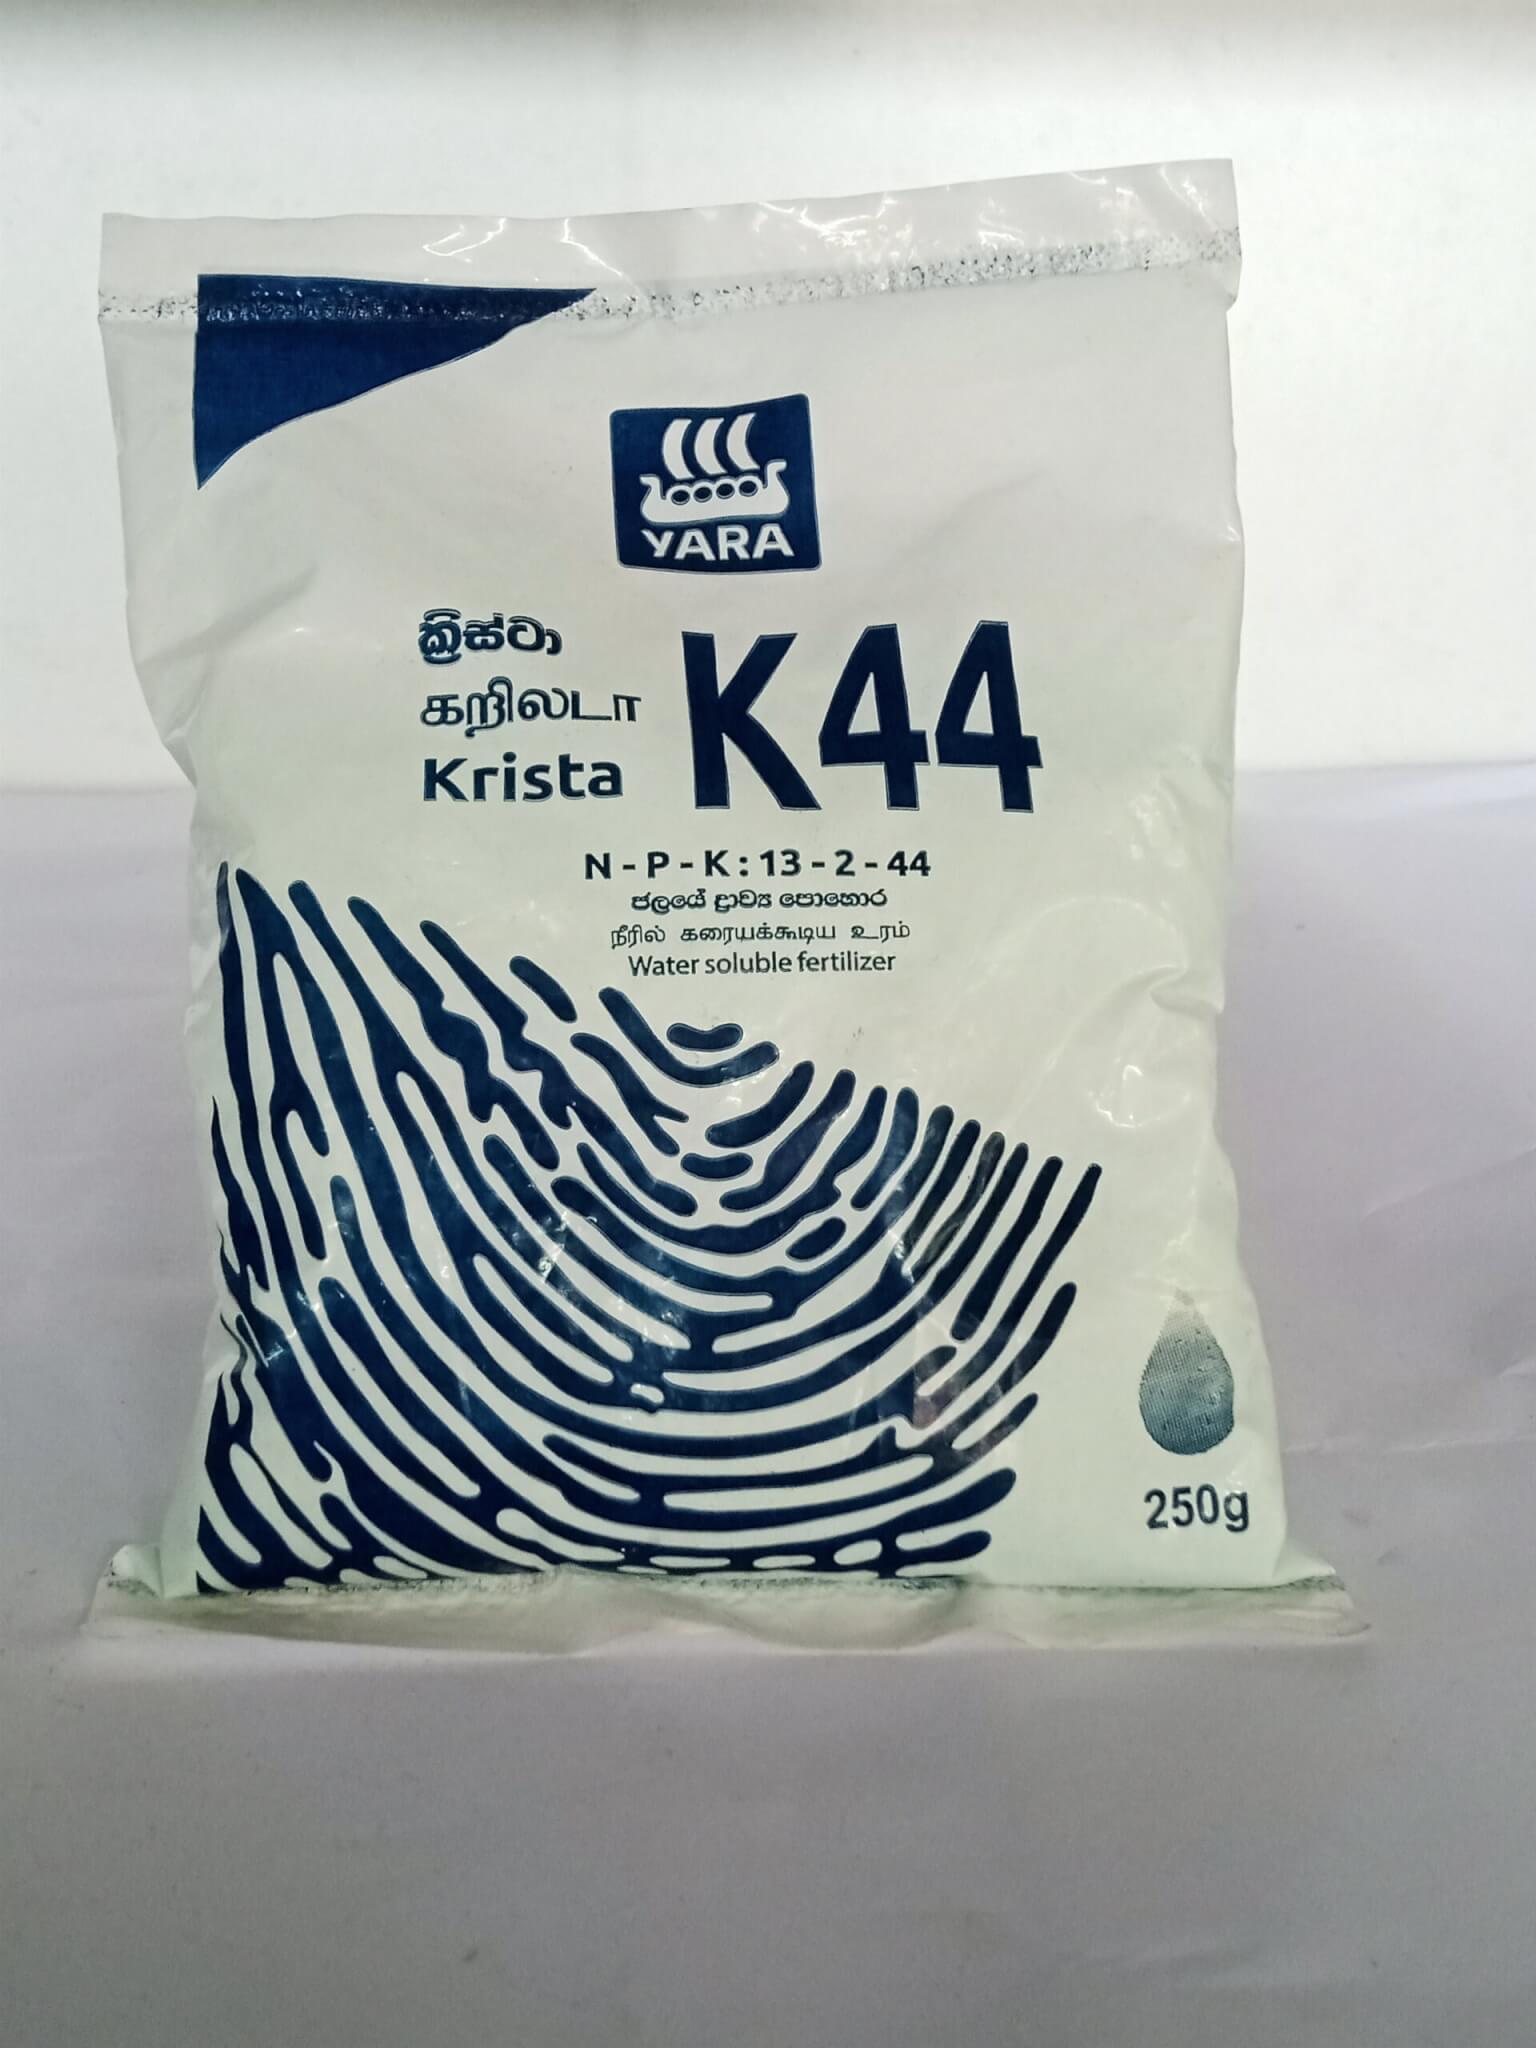 YARA
ක්‍රිස්ටා
கறிலடா
Krista
K44
N - P - K : 13 - 2 - 44
ජලයේ ද්‍රාව්‍ය පොහොර
நீரில் கரையக்கூடிய உரம்
Water soluble fertilizer
250g